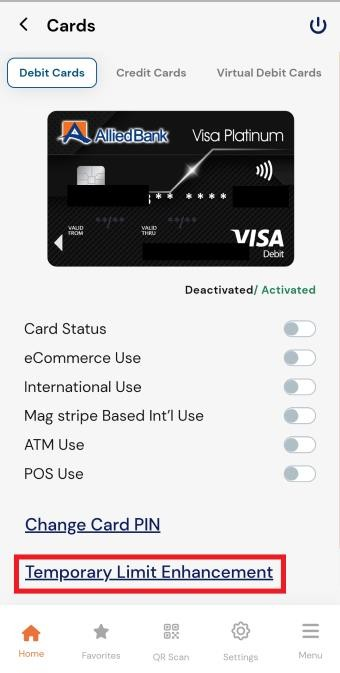 Cards
Debit Cards Credit Cards Virtual Debit Cards
AlliedBank Visa Platinum
** ****
**/** **/**
VALID FROM VALID THRU
VISA
Debit
Deactivated/ Activated
Card Status
eCommerce Use
International Use
Mag stripe Based Int'l Use
ATM Use
POS Use
Change Card PIN
Temporary Limit Enhancement
Home Favorites QR Scan Settings Menu